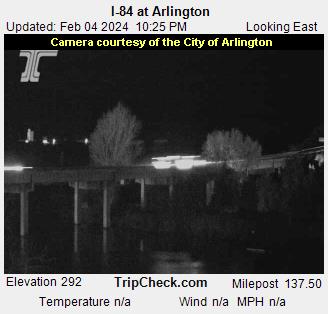 I-84 at Arlington
Updated: Feb 04 2024 10:25 PM Looking East
Camera courtesy of the City of Arlington
Elevation 292 TripCheck.com Milepost 137.50
Temperature n/a Wind n/a MPH n/a